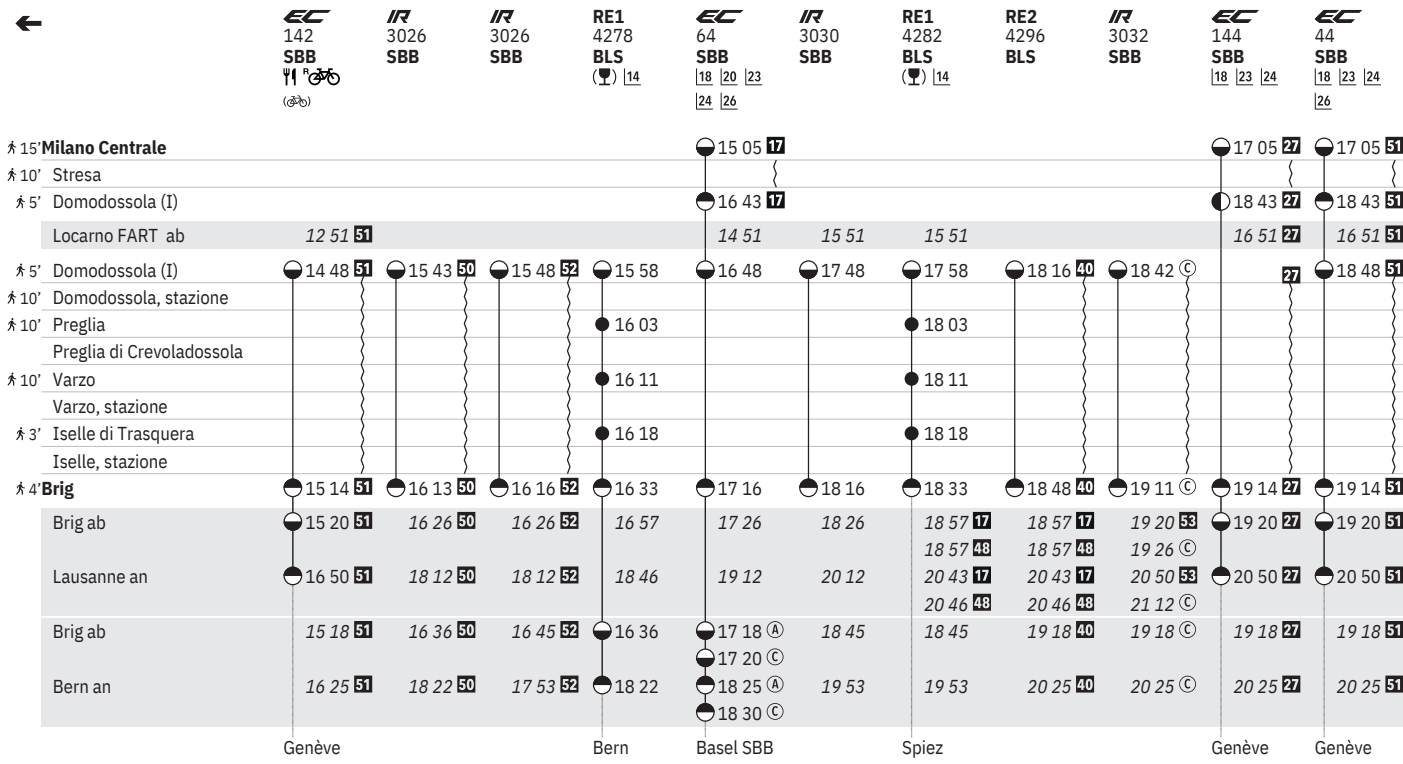 EC IR IR RE1 EC IR RE1 RE2 IR EC EC
142 3026 3026 4278 64 3030 4282 4296 3032 144 44
SBB SBB SBB BLS SBB SBB BLS BLS SBB SBB SBB
R ( ) 14 18 20 23 ( ) 14 18 23 24 18 23 24
( ) 24 26 26
15' Milano Centrale 15 05 17 17 05 27 17 05 51
10' Stresa
5' Domodossola (I) 16 43 17 18 43 27 18 43 51
Locarno FART ab 12 51 51 14 51 15 51 15 51 16 51 27 16 51 51
5' Domodossola (I) 14 48 51 15 43 50 15 48 52 15 58 16 48 17 48 17 58 18 16 40 18 42 C 27 18 48 51
10' Domodossola, stazione
10' Preglia 16 03 18 03
Preglia di Crevoladossola
10' Varzo 16 11 18 11
Varzo, stazione
3' Iselle di Trasquera 16 18 18 18
Iselle, stazione
4' Brig 15 14 51 16 13 50 16 16 52 16 33 17 16 18 16 18 33 18 48 40 19 11 C 19 14 27 19 14 51
Brig ab 15 20 51 16 26 50 16 26 52 16 57 17 26 18 26 18 57 17 18 57 17 19 20 53 19 20 27 19 20 51
18 57 48 18 57 48 19 26 C
Lausanne an 16 50 51 18 12 50 18 12 52 18 46 19 12 20 12 20 43 17 20 43 17 20 50 53 20 50 27 20 50 51
20 46 48 20 46 48 21 12 C
Brig ab 15 18 51 16 36 50 16 45 52 16 36 17 18 A 18 45 18 45 19 18 40 19 18 C 19 18 27 19 18 51
17 20 C
Bern an 16 25 51 18 22 50 17 53 52 18 22 18 25 A 19 53 19 53 20 25 40 20 25 C 20 25 27 20 25 51
18 30 C
Genève Bern Basel SBB Spiez Genève Genève